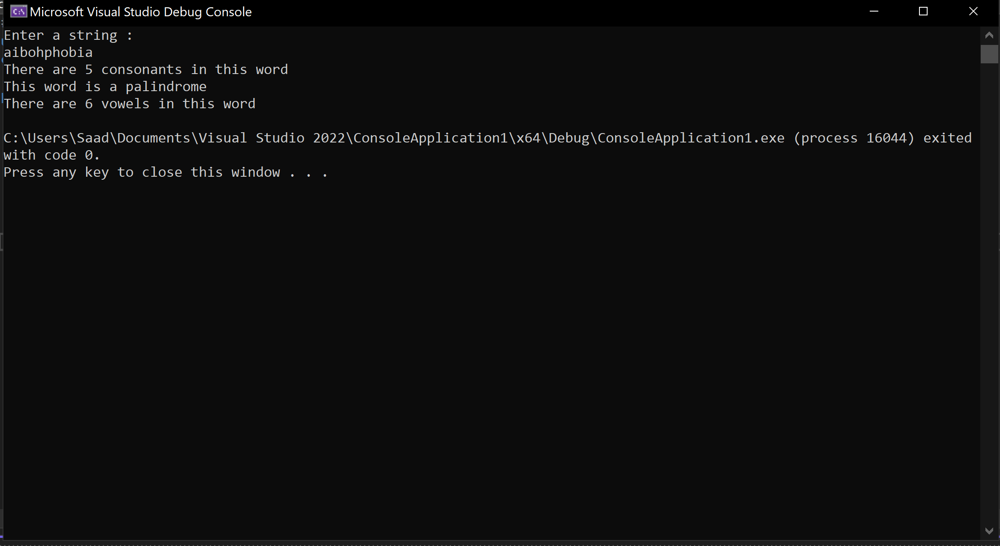 Microsoft Visual Studio Debug Console
Enter a string :
aibohphobia
There are 5 consonants in this word
This word is a palindrome
There are 6 vowels in this word
C:\Users\Saad\Documents\Visual Studio 2022\ConsoleApplication1\x64\Debug\ConsoleApplication1.exe (process 16044) exited
with code 0.
Press any key to close this window . . .